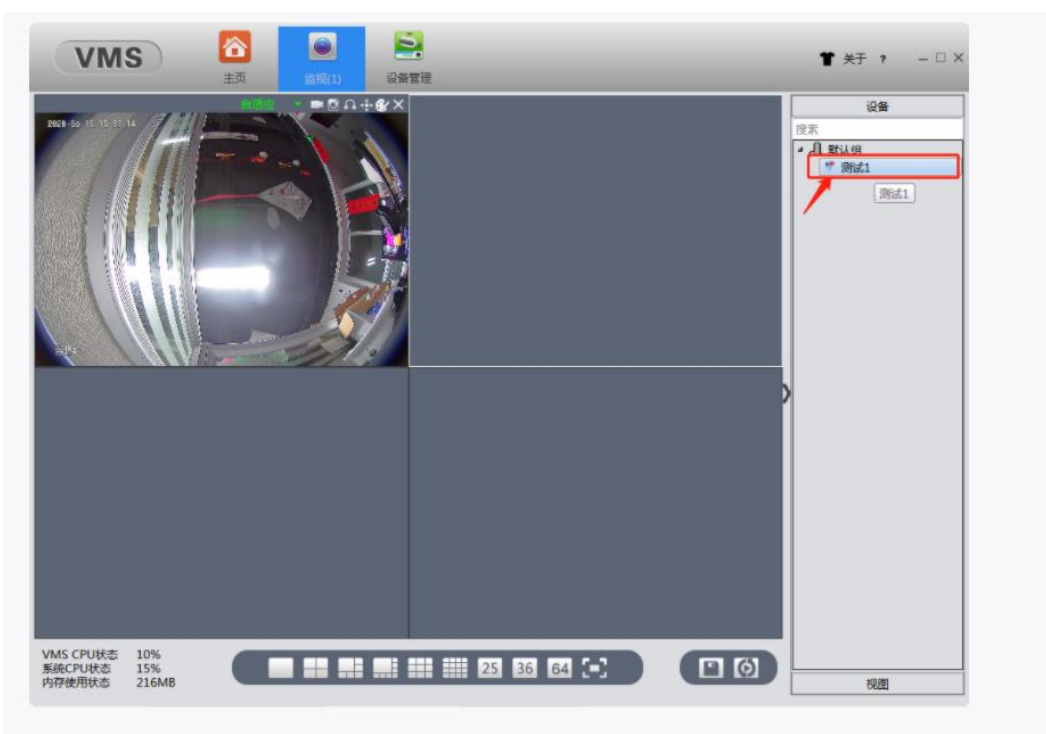 VMS
主页
监视(1)
设备管理
关于 ?
自适应
设备
搜索
默认组
测试1
测试1
VMS CPU状态 10%
系统CPU状态 15%
内存使用状态 216MB
25 36 64
视图